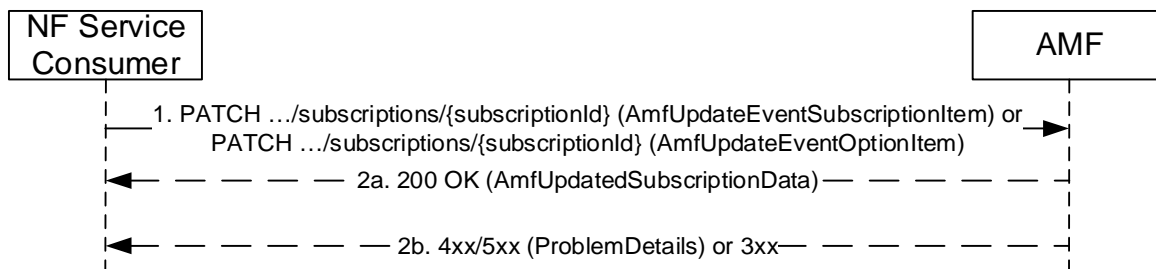 NF Service
Consumer
AMF
1. PATCH …/subscriptions/{subscriptionId} (AmfUpdateEventSubscriptionItem) or
PATCH …/subscriptions/{subscriptionId} (AmfUpdateEventOptionItem)
2a. 200 OK (AmfUpdatedSubscriptionData)
2b. 4xx/5xx (ProblemDetails) or 3xx